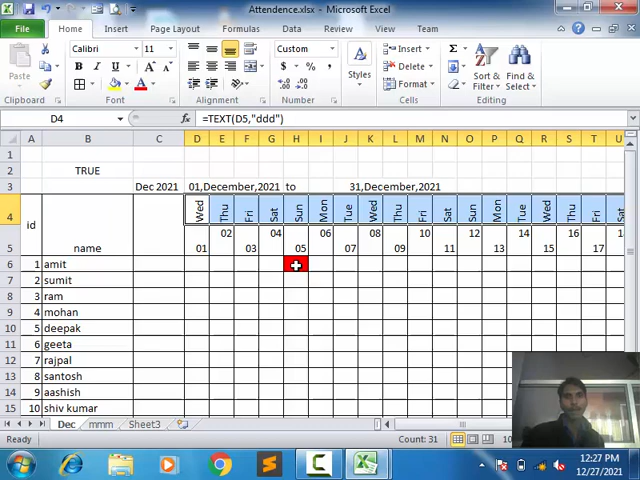 Attendence.xlsx - Microsoft Excel
File Home Insert Page Layout Formulas Data Review View Team
Calibri 11 Custom Insert Σ
Paste B I U A $ % , Styles Delete Sort & Find &
Format Filter Select
Clipboard Font Alignment Number Cells Editing
D4 fx =TEXT(D5,"ddd")
A B C D E F G H I J K L M N O P Q R S T U
1
2 TRUE
3 Dec 2021 01,December,2021 to 31,December,2021
4 Wed Thu Fri Sat Sun Mon Tue Wed Thu Fri Sat Sun Mon Tue Wed Thu Fri
id
5 name 01 02 03 04 05 06 07 08 09 10 11 12 13 14 15 16 17
6 1 amit
7 2 sumit
8 3 ram
9 4 mohan
10 5 deepak
11 6 geeta
12 7 rajpal
13 8 santosh
14 9 aashish
15 10 shiv kumar
Dec mmm Sheet3
Ready Count: 31 10
12:27 PM
12/27/2021